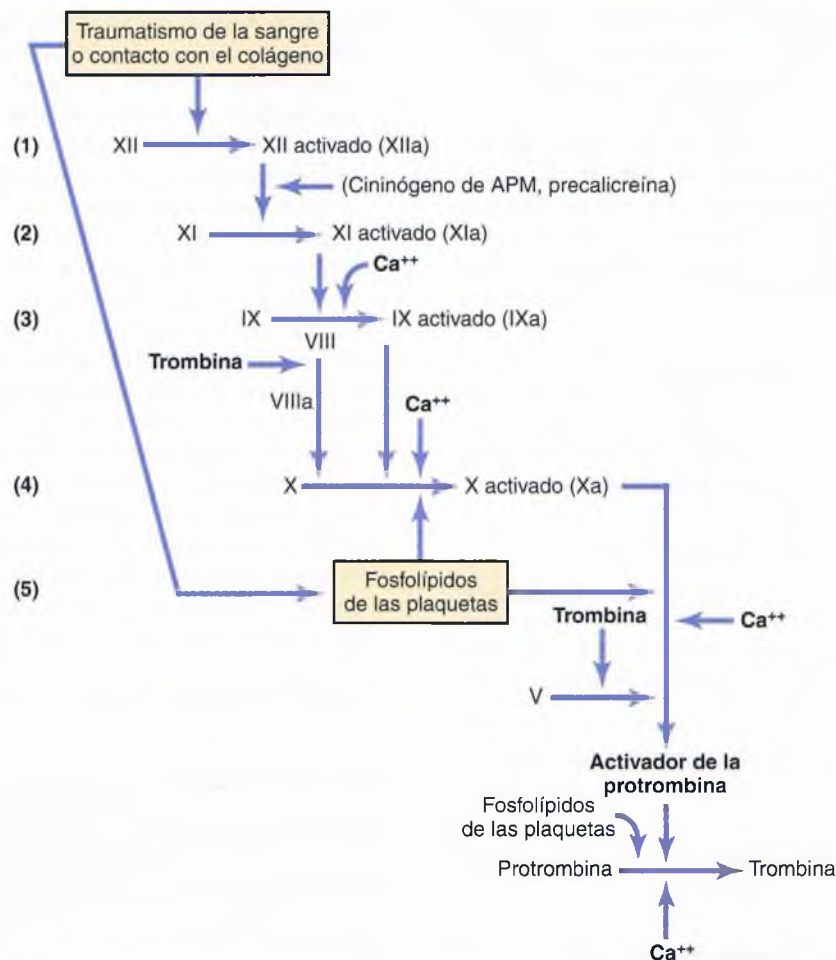 Traumatismo de la sangre
o contacto con el colágeno
(1)
XII
XII activado (XIIa)
(Cininógeno de APM, precalicreína)
(2)
XI
XI activado (XIa)
Ca++
(3)
IX
IX activado (IXa)
VIII
Trombina
VIIIa
Ca++
(4)
X
X activado (Xa)
(5)
Fosfolípidos
de las plaquetas
Trombina
Ca++
V
Activador de la
protrombina
Fosfolípidos
de las plaquetas
Protrombina
Trombina
Ca++